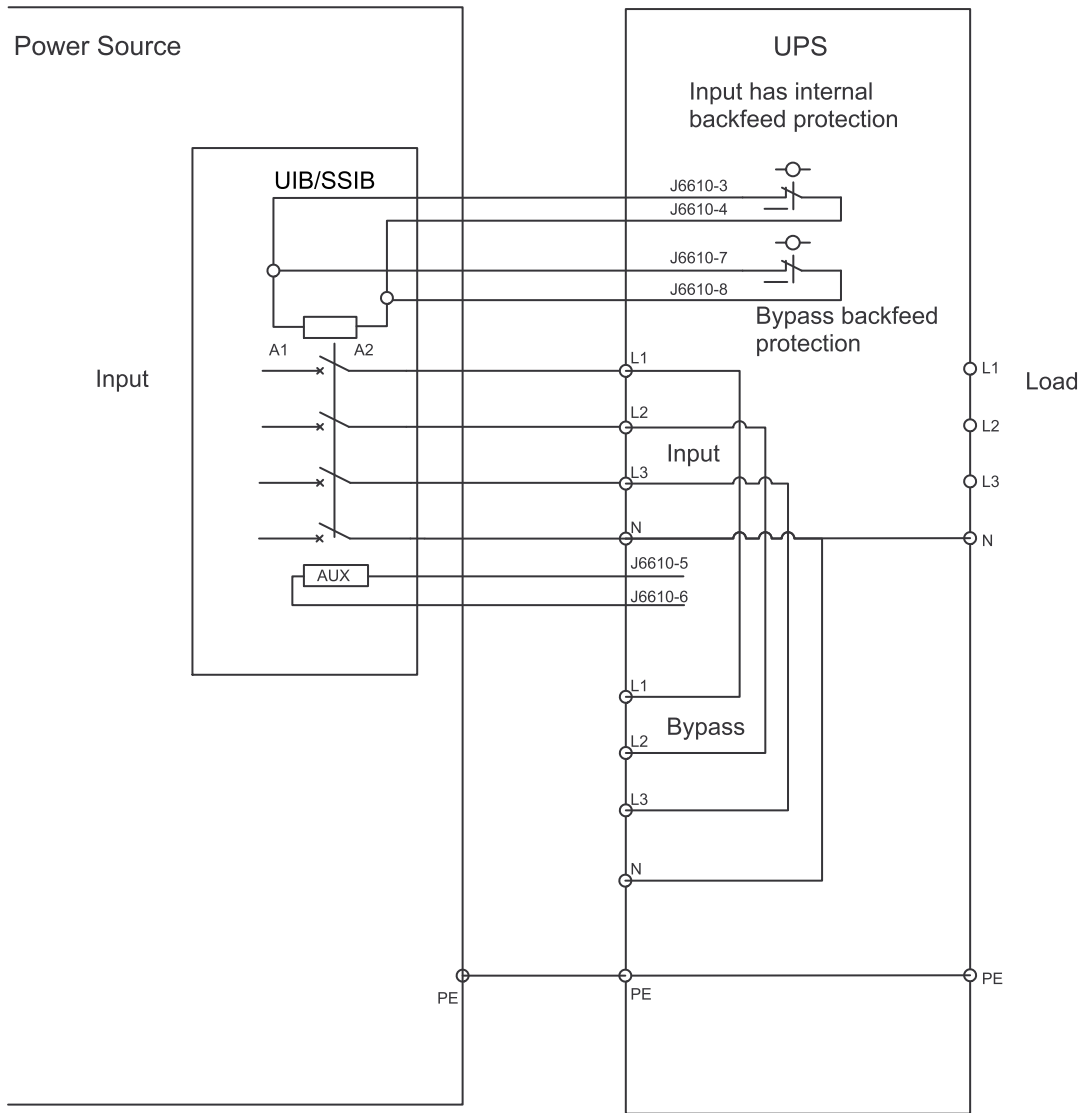 Power Source
UPS
Input has internal
backfeed protection
UIB/SSIB
J6610-3
J6610-4
J6610-7
J6610-8
Bypass backfeed
protection
A1
A2
Input
L1
L1
Load
L2
L2
Input
L3
L3
N
N
J6610-5
AUX
J6610-6
L1
Bypass
L2
L3
N
PE
PE
PE